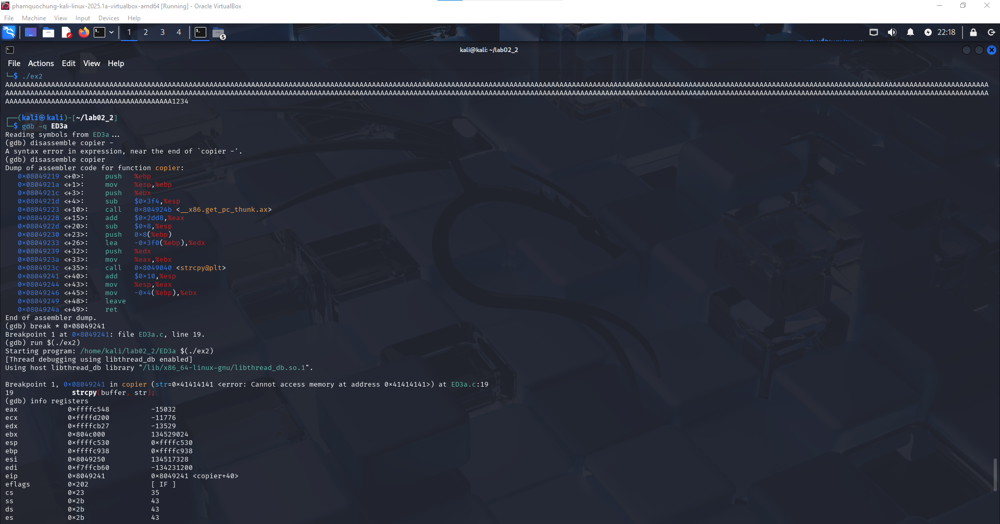 phamquochung-kali-linux-2025.1a-virtualbox-amd64 [Running] - Oracle VirtualBox
File Machine View Input Devices Help
1 2 3 4 5 22:18
kali@kali: ~/lab02_2
File Actions Edit View Help
└─$ ./ex2
1234
┌──(kali㉿kali)-[~/lab02_2]
└─$ gdb -q ED3a
Reading symbols from ED3a...
(gdb) disassemble copier -
A syntax error in expression, near the end of `copier -'.
(gdb) disassemble copier
Dump of assembler code for function copier:
0x08049219 <+0>: push %ebp
0x0804921a <+1>: mov %esp,%ebp
0x0804921c <+3>: push %ebx
0x0804921d <+4>: sub $0x3f4,%esp
0x08049223 <+10>: call 0x804924b <__x86.get_pc_thunk.ax>
0x08049228 <+15>: add $0x2dd8,%eax
0x0804922d <+20>: sub $0x8,%esp
0x08049230 <+23>: push 0x8(%ebp)
0x08049233 <+26>: lea -0x3f0(%ebp),%edx
0x08049239 <+32>: push %edx
0x0804923a <+33>: mov %eax,%ebx
0x0804923c <+35>: call 0x8049040 <strcpy@plt>
0x08049241 <+40>: add $0x10,%esp
0x08049244 <+43>: mov %esp,%eax
0x08049246 <+45>: mov -0x4(%ebp),%ebx
0x08049249 <+48>: leave
0x0804924a <+49>: ret
End of assembler dump.
(gdb) break * 0x08049241
Breakpoint 1 at 0x8049241: file ED3a.c, line 19.
(gdb) run $(./ex2)
Starting program: /home/kali/lab02_2/ED3a $(./ex2)
[Thread debugging using libthread_db enabled]
Using host libthread_db library "/lib/x86_64-linux-gnu/libthread_db.so.1".
Breakpoint 1, 0x08049241 in copier (str=0x41414141 <error: Cannot access memory at address 0x41414141>) at ED3a.c:19
19 strcpy(buffer, str);
(gdb) info registers
eax 0xffffc548 -15032
ecx 0xffffd200 -11776
edx 0xffffcb27 -13529
ebx 0x804c000 134529024
esp 0xffffc530 0xffffc530
ebp 0xffffc938 0xffffc938
esi 0x8049250 134517328
edi 0xf7ffcb60 -134231200
eip 0x8049241 0x8049241 <copier+40>
eflags 0x202 [ IF ]
cs 0x23 35
ss 0x2b 43
ds 0x2b 43
es 0x2b 43